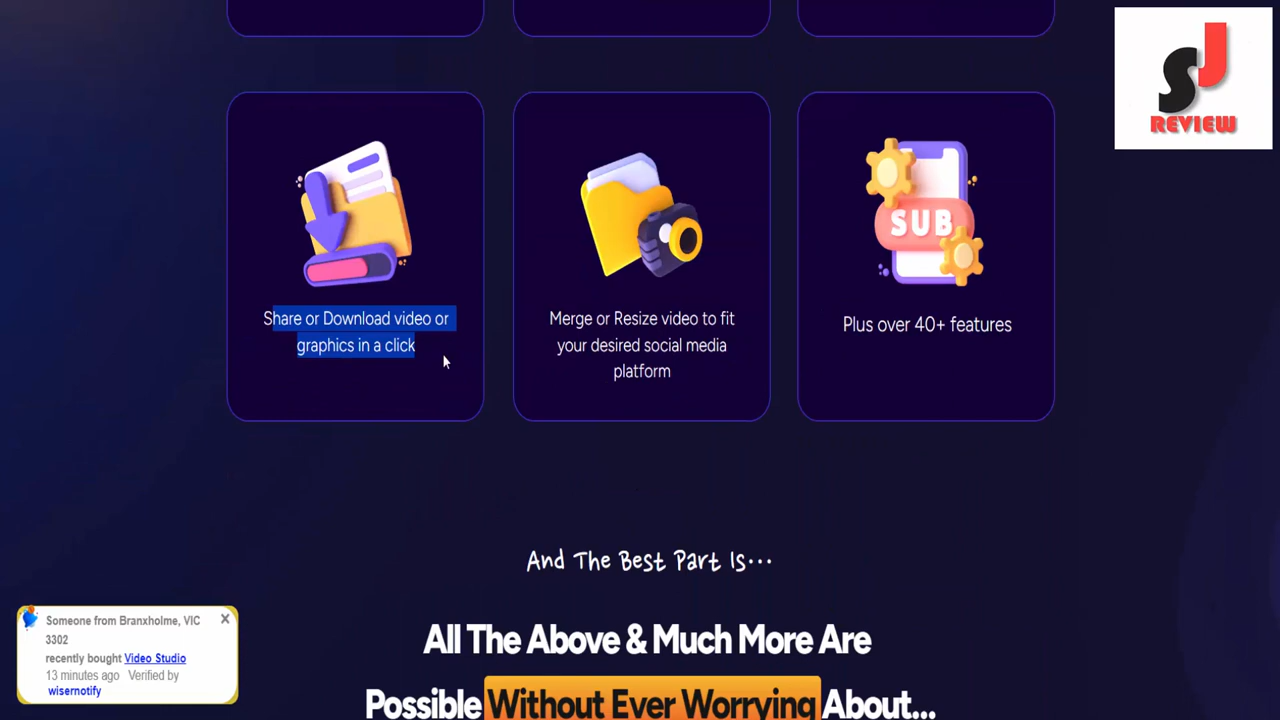 SJ
REVIEW
SUB
Share or Download video or
graphics in a click
Merge or Resize video to fit
your desired social media
platform
Plus over 40+ features
And The Best Part Is...
All The Above & Much More Are
Possible Without Ever Worrying About...
Someone from Branxholme, VIC
3302
recently bought Video Studio
13 minutes ago Verified by
wisernotify